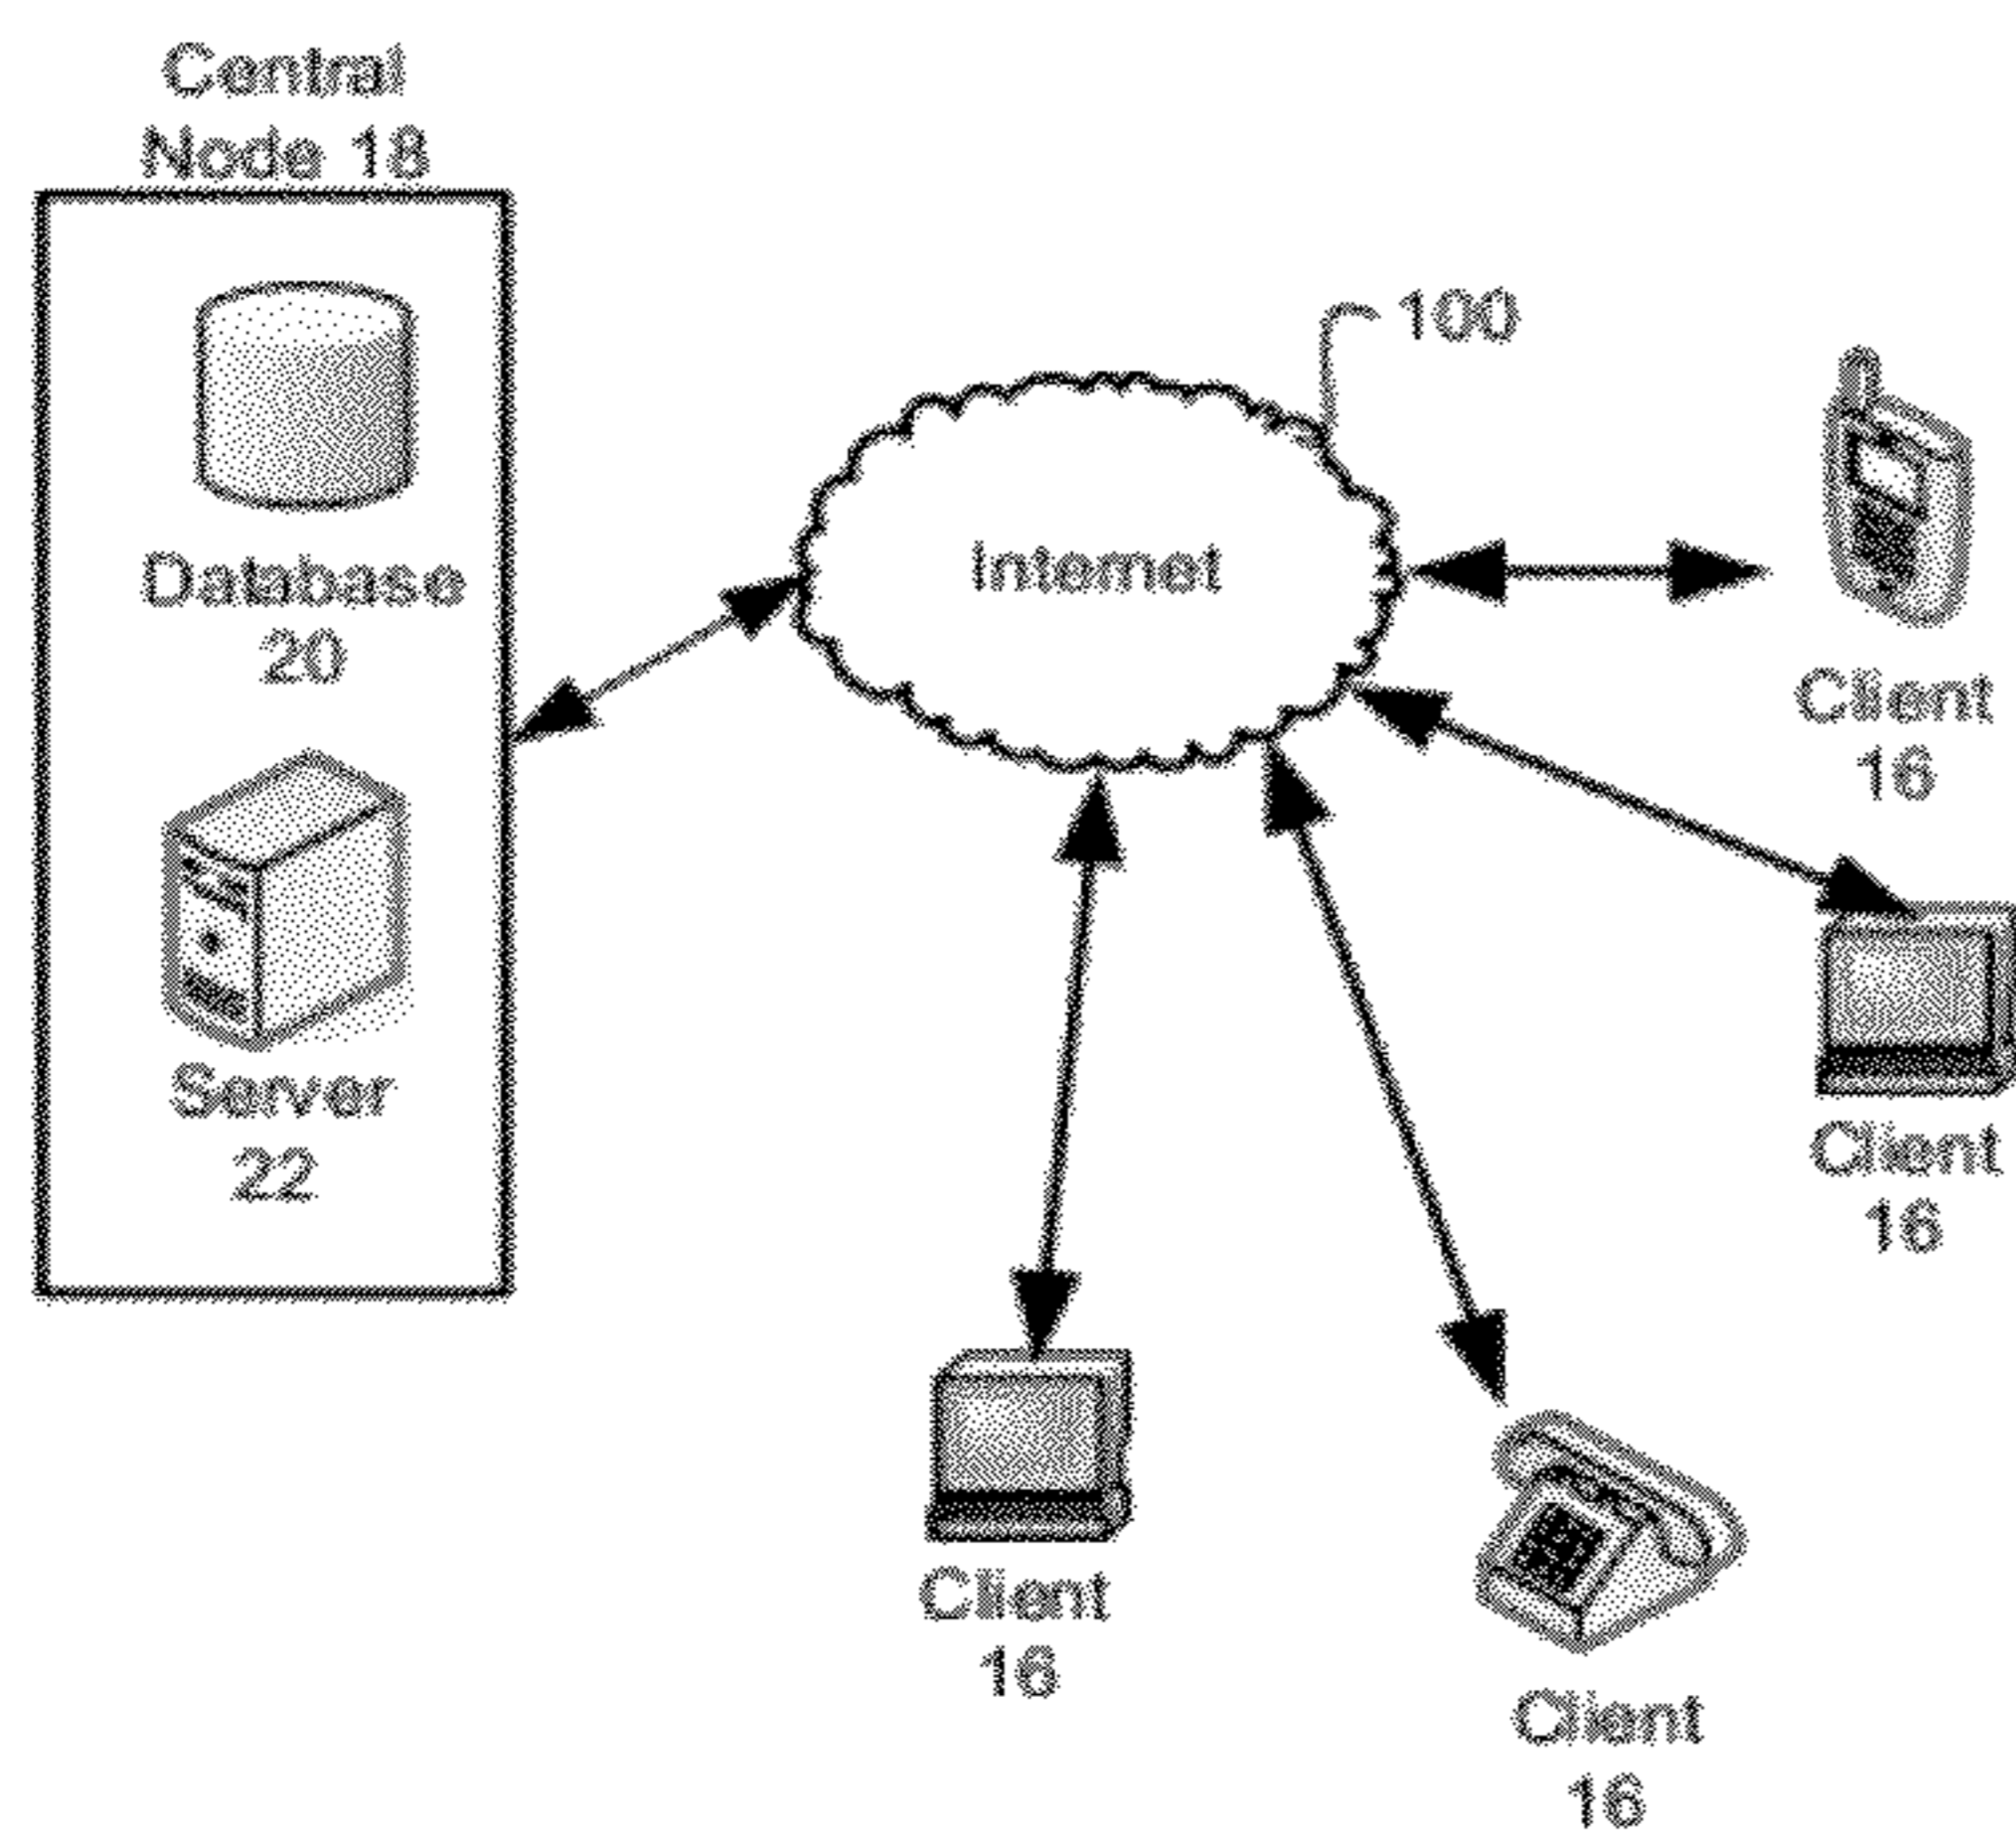 Central
Node 18
Database
20
Server
22
100
Internet
Client
16
Client
16
Client
16
Client
16